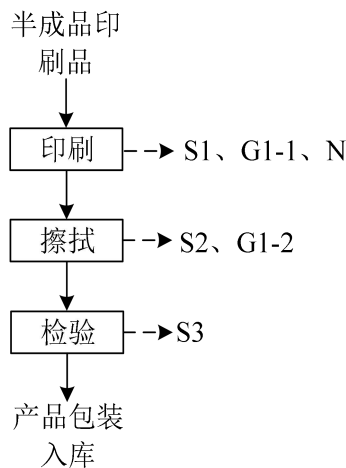 半成品印
刷品
印刷
S1、G1-1、N
擦拭
S2、G1-2
检验
S3
产品包装
入库